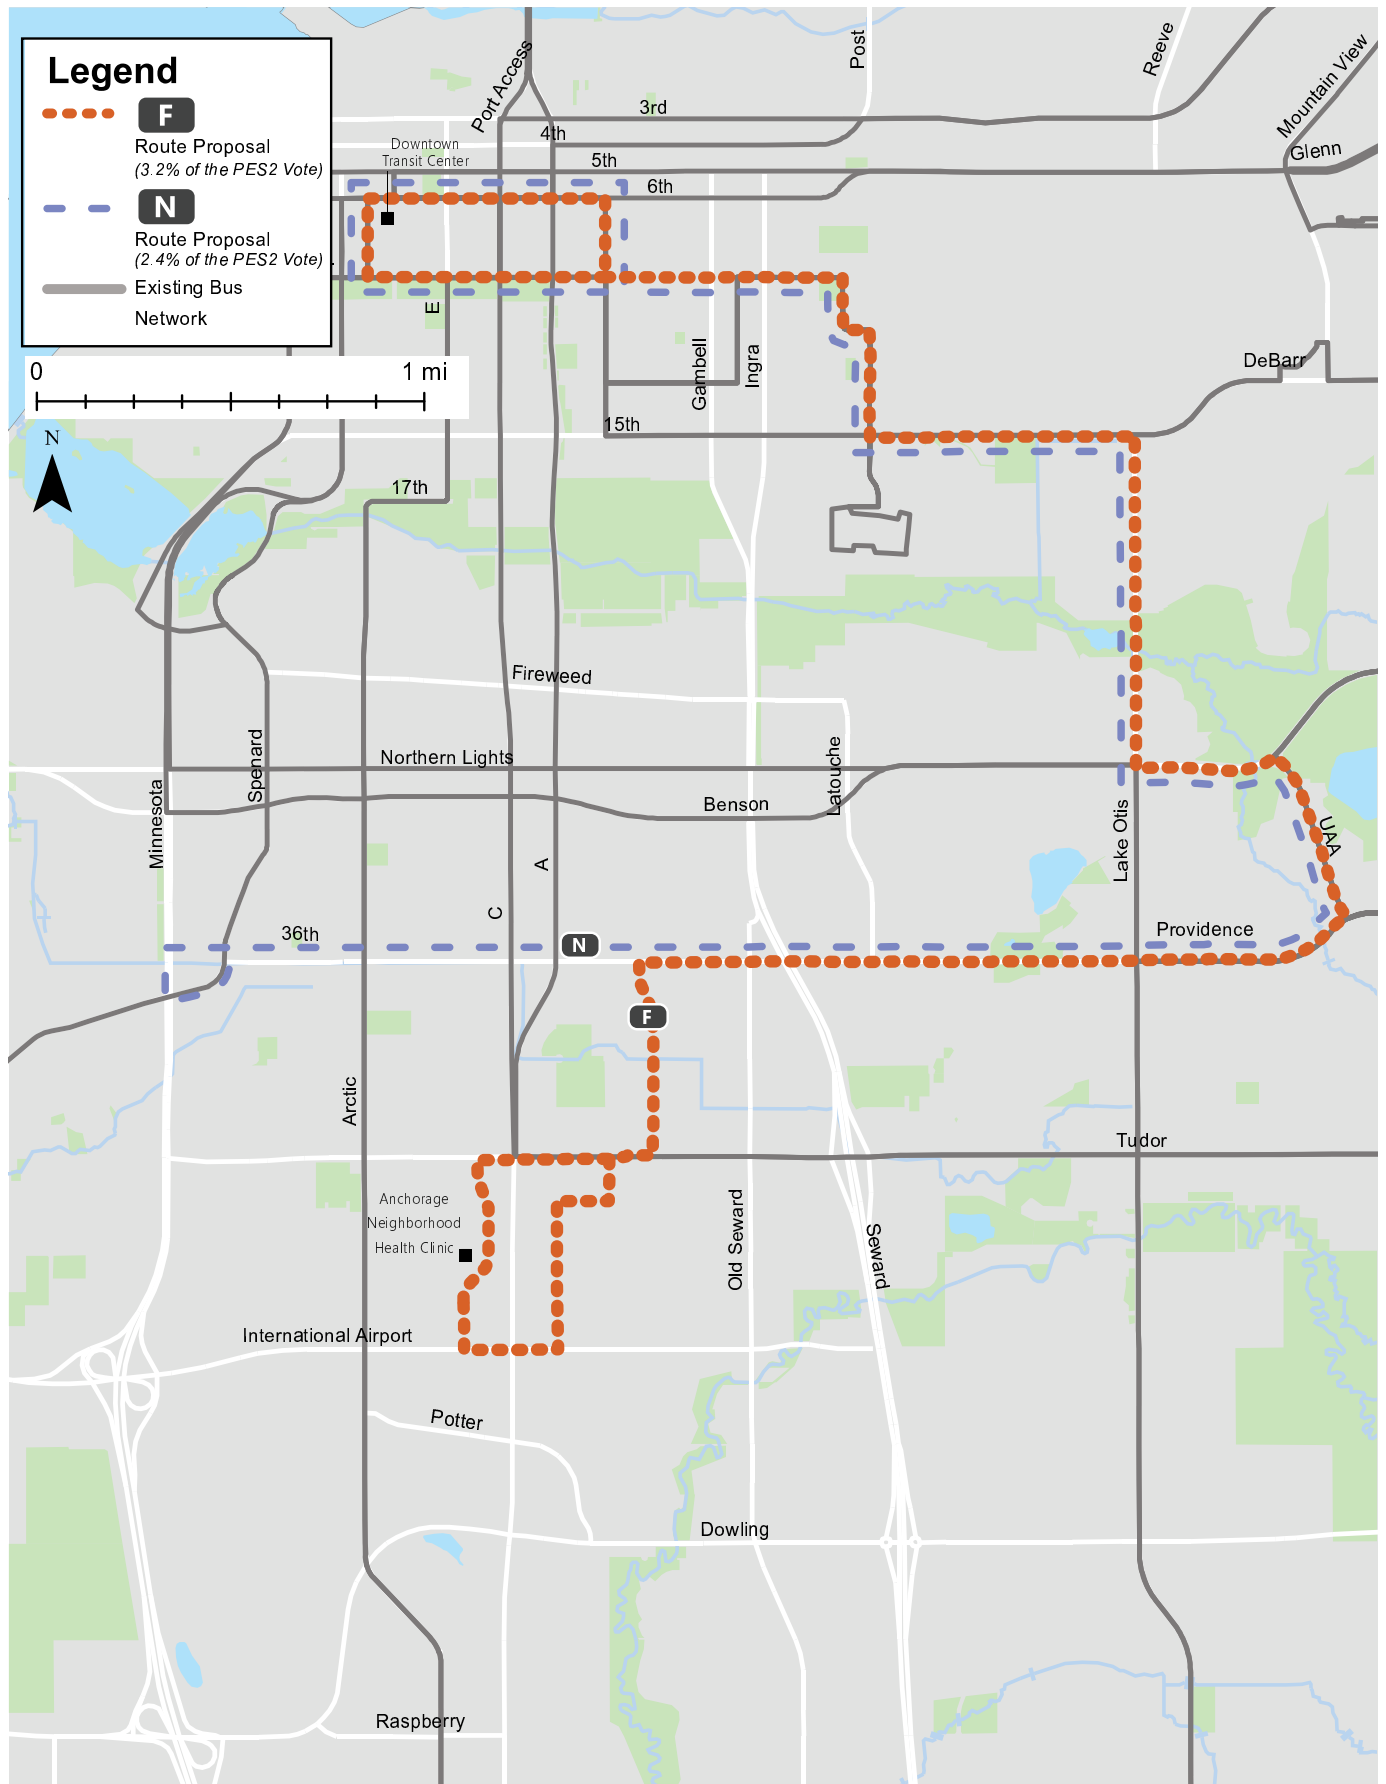 Legend
F
Route Proposal
(3.2% of the PES2 Vote)
N
Route Proposal
(2.4% of the PES2 Vote)
Existing Bus
Network
0 1 mi
N
Post
Reeve
Mountain View
Port Access
3rd
4th
Downtown
Transit Center
5th
6th
Glenn
E
Gambell
Ingra
DeBarr
15th
17th
Fireweed
Spenard
Northern Lights
Latouche
Minnesota
Benson
Lake Otis
UAA
A
C
36th
N
Providence
F
Arctic
Tudor
Anchorage
Neighborhood
Health Clinic
Old Seward
Seward
International Airport
Potter
Dowling
Raspberry